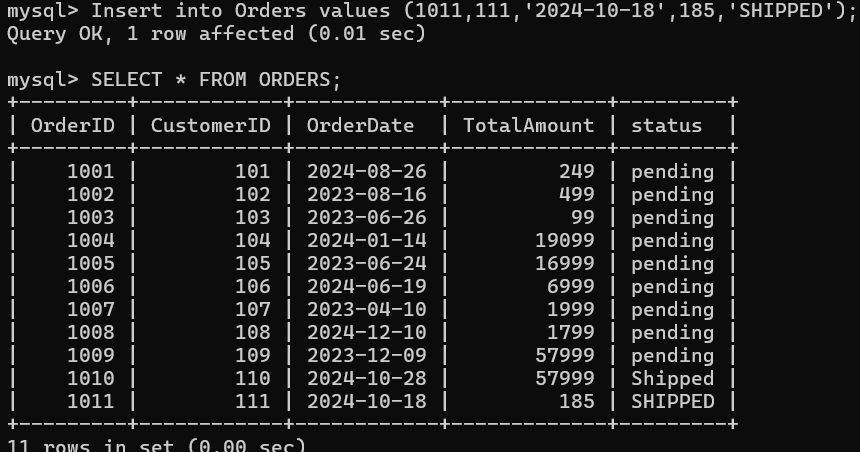 mysql> Insert into Orders values (1011,111,'2024-10-18',185,'SHIPPED');
Query OK, 1 row affected (0.01 sec)
mysql> SELECT * FROM ORDERS;
+---------+------------+------------+-------------+---------+
| OrderID | CustomerID | OrderDate  | TotalAmount | status  |
+---------+------------+------------+-------------+---------+
|    1001 |        101 | 2024-08-26 |         249 | pending |
|    1002 |        102 | 2023-08-16 |         499 | pending |
|    1003 |        103 | 2023-06-26 |          99 | pending |
|    1004 |        104 | 2024-01-14 |       19099 | pending |
|    1005 |        105 | 2023-06-24 |       16999 | pending |
|    1006 |        106 | 2024-06-19 |        6999 | pending |
|    1007 |        107 | 2023-04-10 |        1999 | pending |
|    1008 |        108 | 2024-12-10 |        1799 | pending |
|    1009 |        109 | 2023-12-09 |       57999 | pending |
|    1010 |        110 | 2024-10-28 |       57999 | Shipped |
|    1011 |        111 | 2024-10-18 |         185 | SHIPPED |
+---------+------------+------------+-------------+---------+
11 rows in set (0.00 sec)